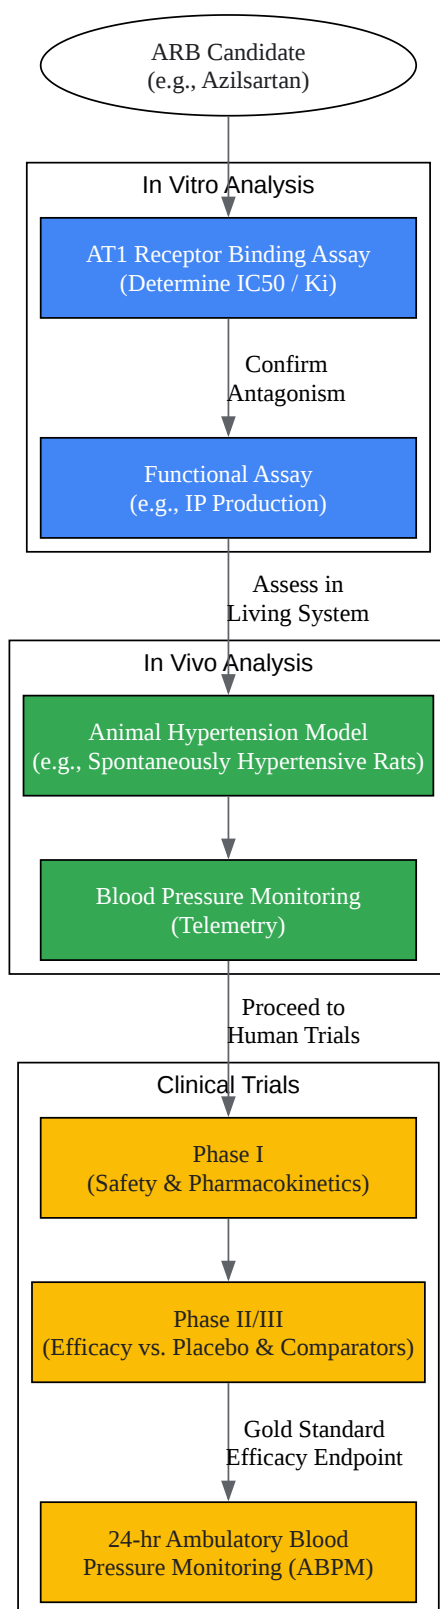 ARB Candidate
(e.g., Azilsartan)
In Vitro Analysis
AT1 Receptor Binding Assay
(Determine IC50 / Ki)
Confirm
Antagonism
Functional Assay
(e.g., IP Production)
Assess in
Living System
In Vivo Analysis
Animal Hypertension Model
(e.g., Spontaneously Hypertensive Rats)
Blood Pressure Monitoring
(Telemetry)
Proceed to
Human Trials
Clinical Trials
Phase I
(Safety & Pharmacokinetics)
Phase II/III
(Efficacy vs. Placebo & Comparators)
Gold Standard
Efficacy Endpoint
24-hr Ambulatory Blood
Pressure Monitoring (ABPM)